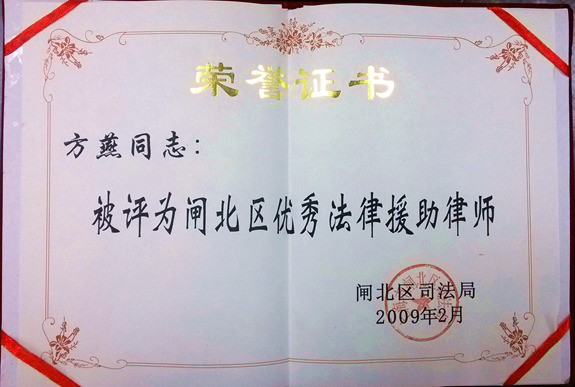 荣誉证书
方燕同志:
被评为闸北区优秀法律援助律师
闸北区司法局
2009年2月